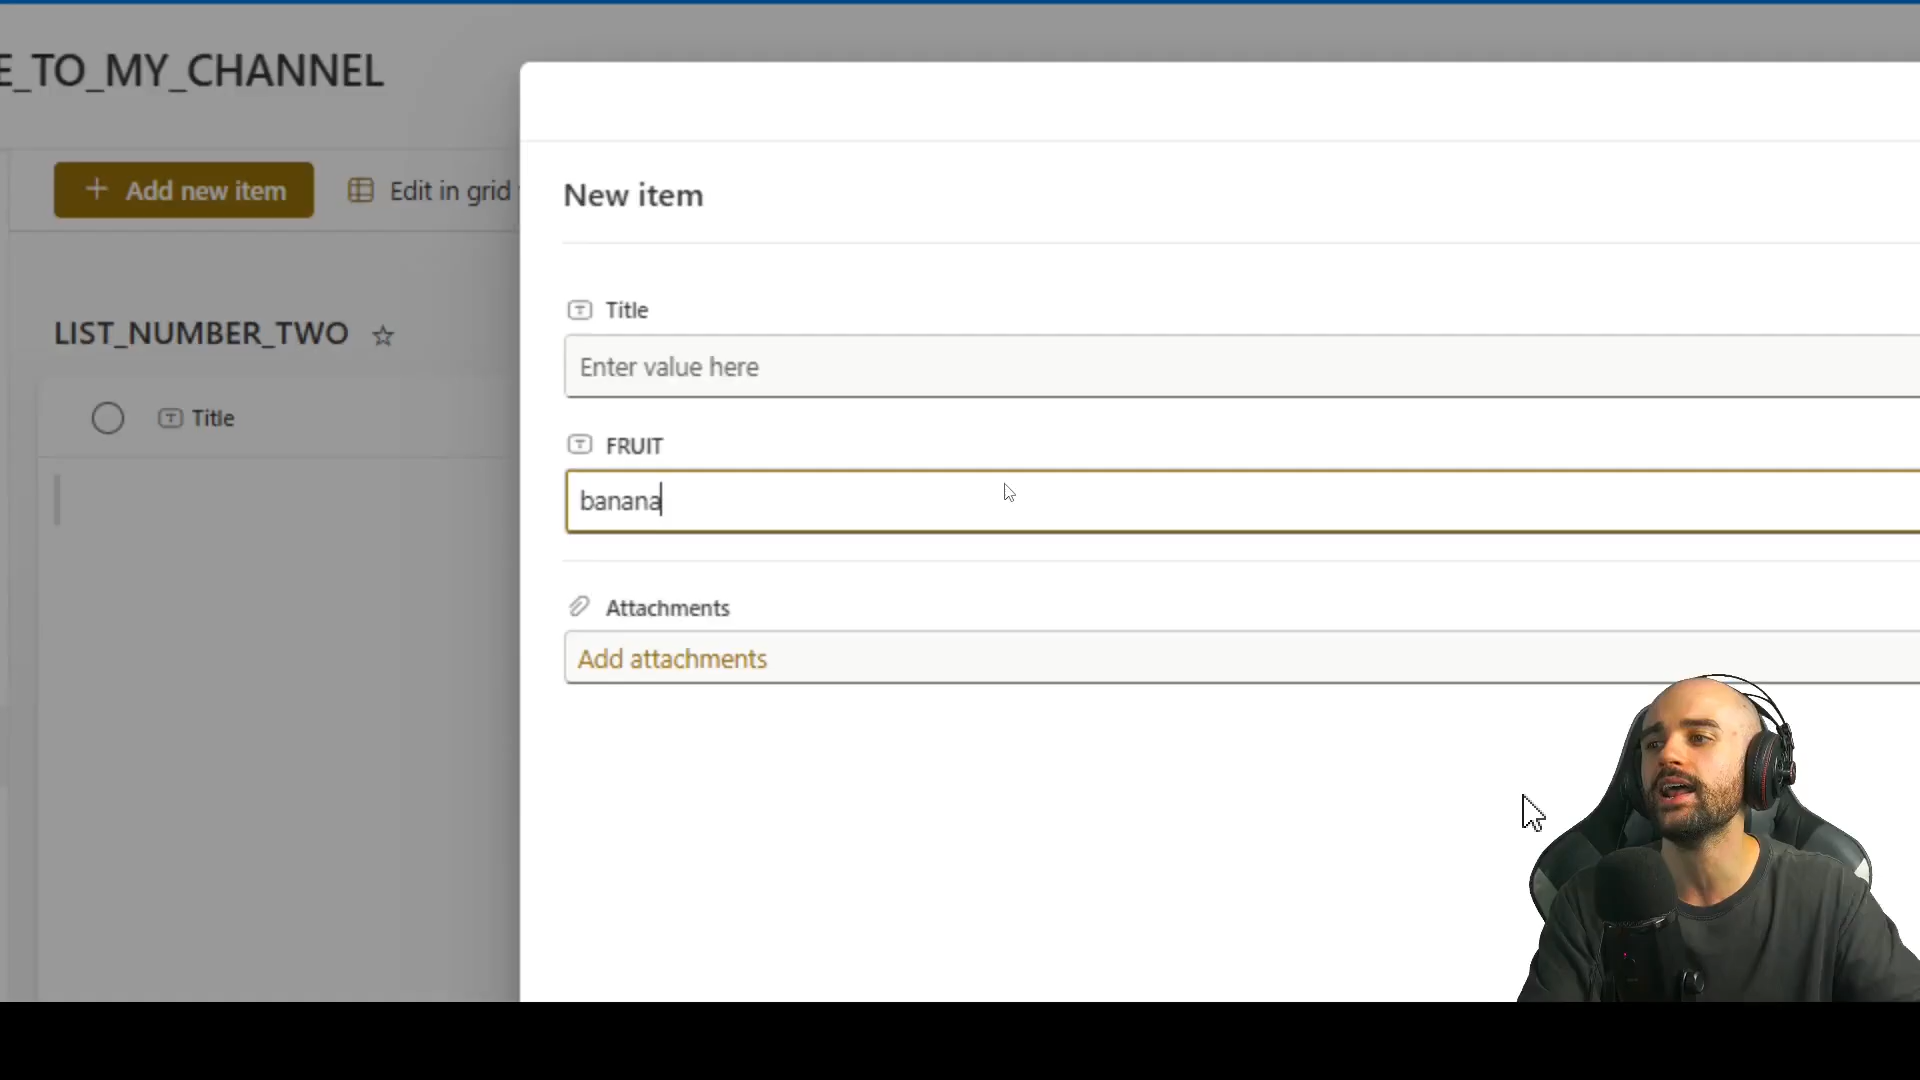 E_TO_MY_CHANNEL
Add new item
Edit in grid
LIST_NUMBER_TWO
Title
New item
Title
Enter value here
FRUIT
banana
Attachments
Add attachments